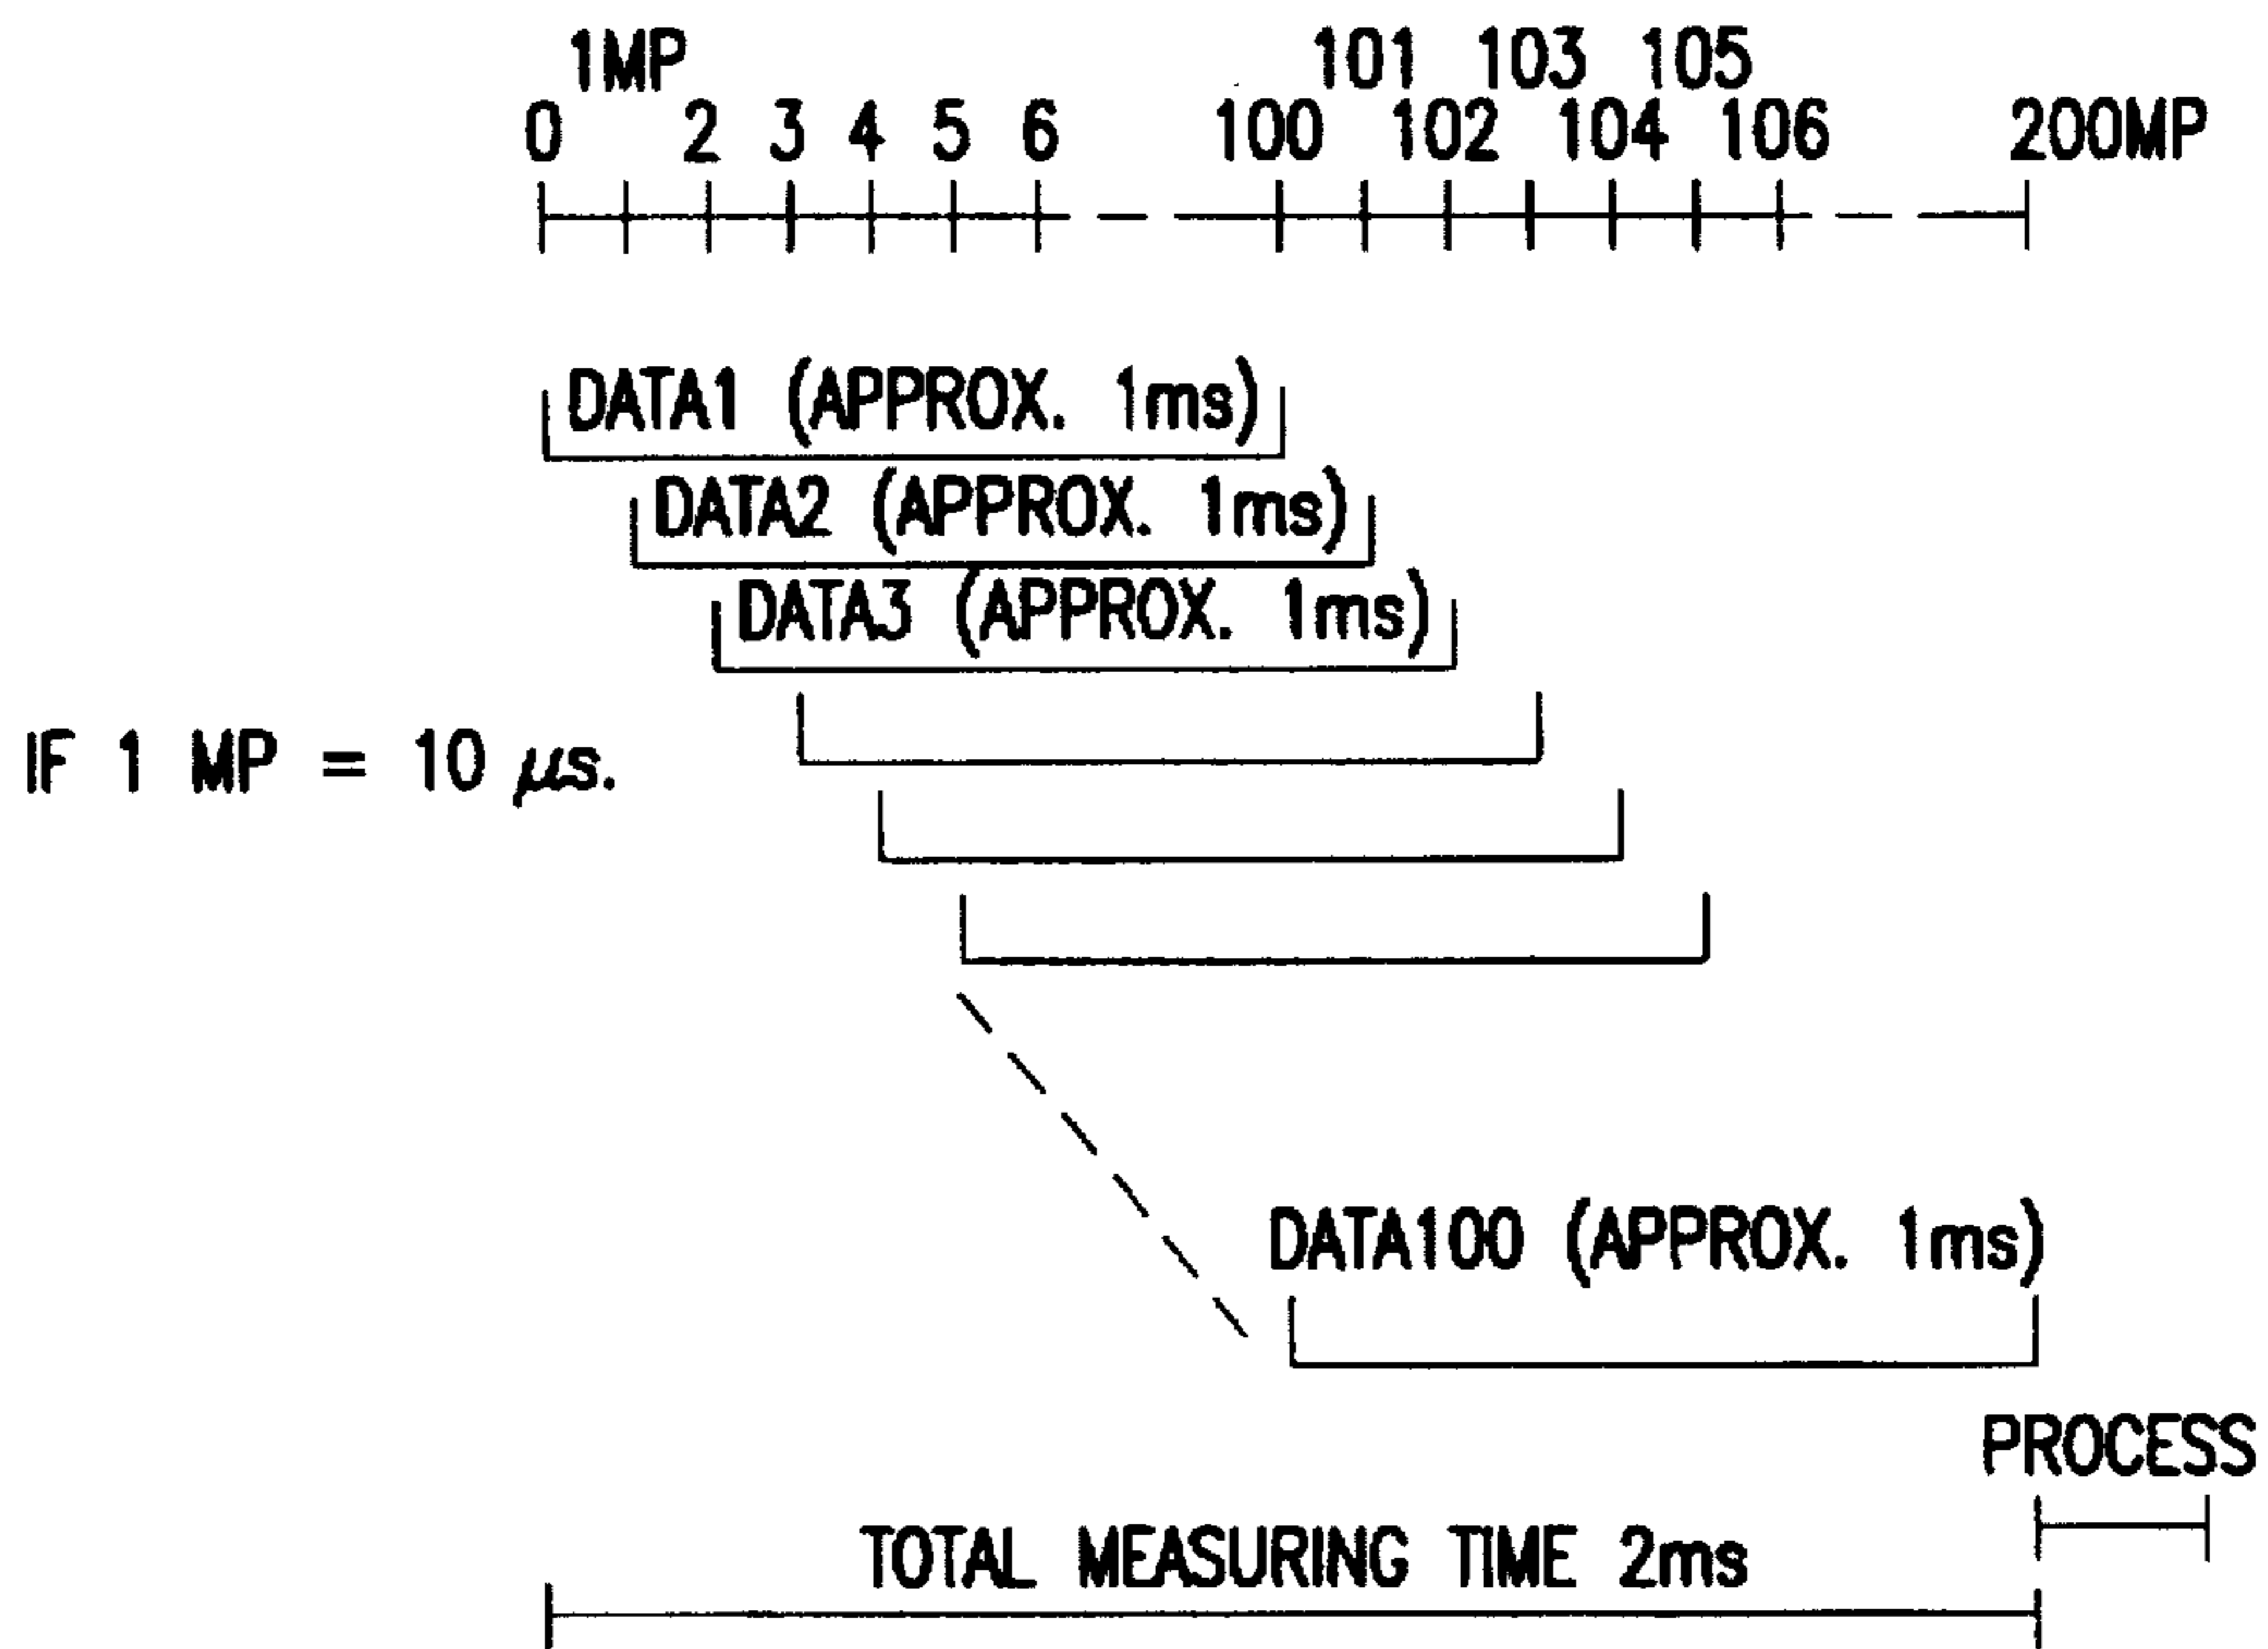 1MP 101 103 105
0 2 3 4 5 6 100 102 104 106 200MP
DATA1 (APPROX. 1ms)
DATA2 (APPROX. 1ms)
DATA3 (APPROX. 1ms)
IF 1 MP = 10 μs.
DATA100 (APPROX. 1ms)
PROCESS
TOTAL MEASURING TIME 2ms